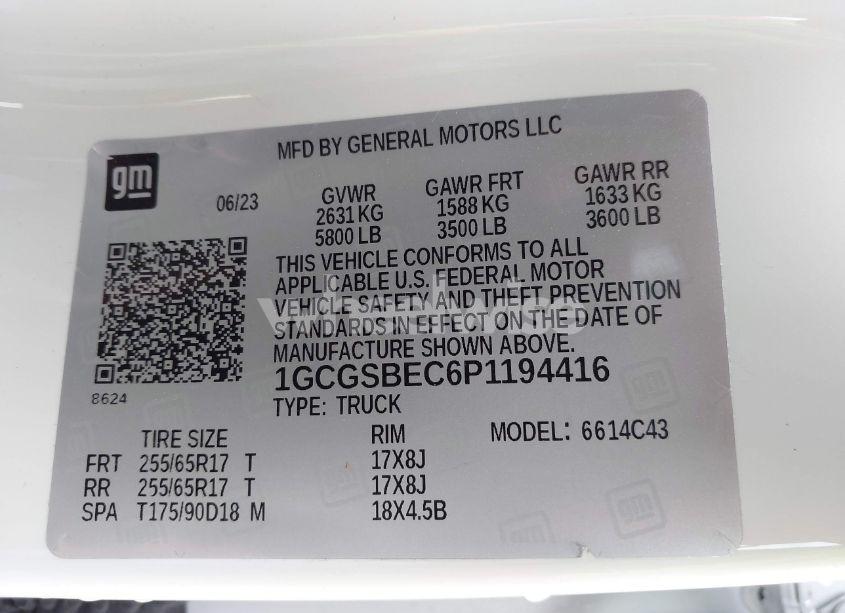 MFD BY GENERAL MOTORS LLC
gm
06/23
GVWR
2631 KG
5800 LB
GAWR FRT
1588 KG
3500 LB
GAWR RR
1633 KG
3600 LB
THIS VEHICLE CONFORMS TO ALL
APPLICABLE U.S. FEDERAL MOTOR
VEHICLE SAFETY AND THEFT PREVENTION
STANDARDS IN EFFECT ON THE DATE OF
MANUFACTURE SHOWN ABOVE.
1GCGSBEC6P1194416
8624
TYPE: TRUCK
MODEL: 6614C43
TIRE SIZE RIM
FRT 255/65R17 T 17X8J
RR 255/65R17 T 17X8J
SPA T175/90D18 M 18X4.5B